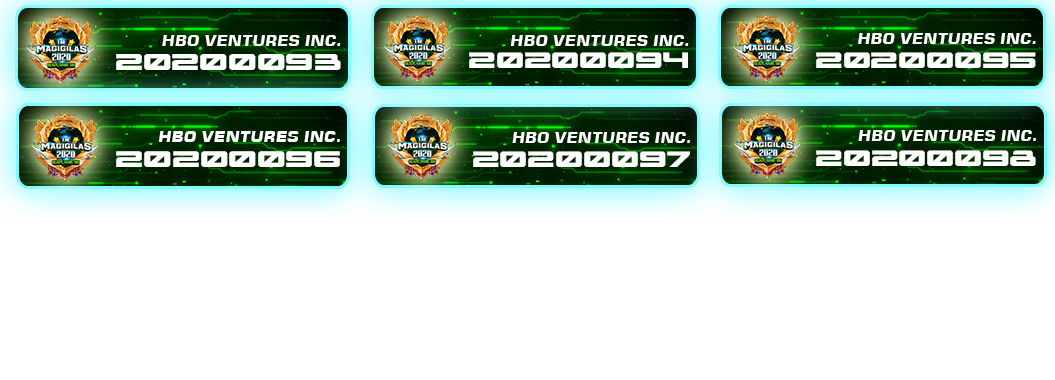 THE
MAGIGILAS
2020
HBO VENTURES INC.
20200093
THE
MAGIGILAS
2020
HBO VENTURES INC.
20200094
THE
MAGIGILAS
2020
HBO VENTURES INC.
20200095
THE
MAGIGILAS
2020
HBO VENTURES INC.
20200096
THE
MAGIGILAS
2020
HBO VENTURES INC.
20200097
THE
MAGIGILAS
2020
HBO VENTURES INC.
20200098